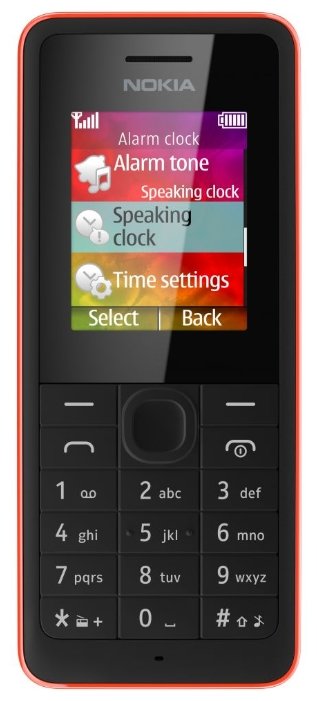 NOKIA
Alarm clock
Alarm tone
Speaking clock
Speaking
clock
Time settings
Select Back
1
2 abc
3 def
4 ghi
5 jkl
6 mno
7 pqrs
8 tuv
9 wxyz
* +
0
#